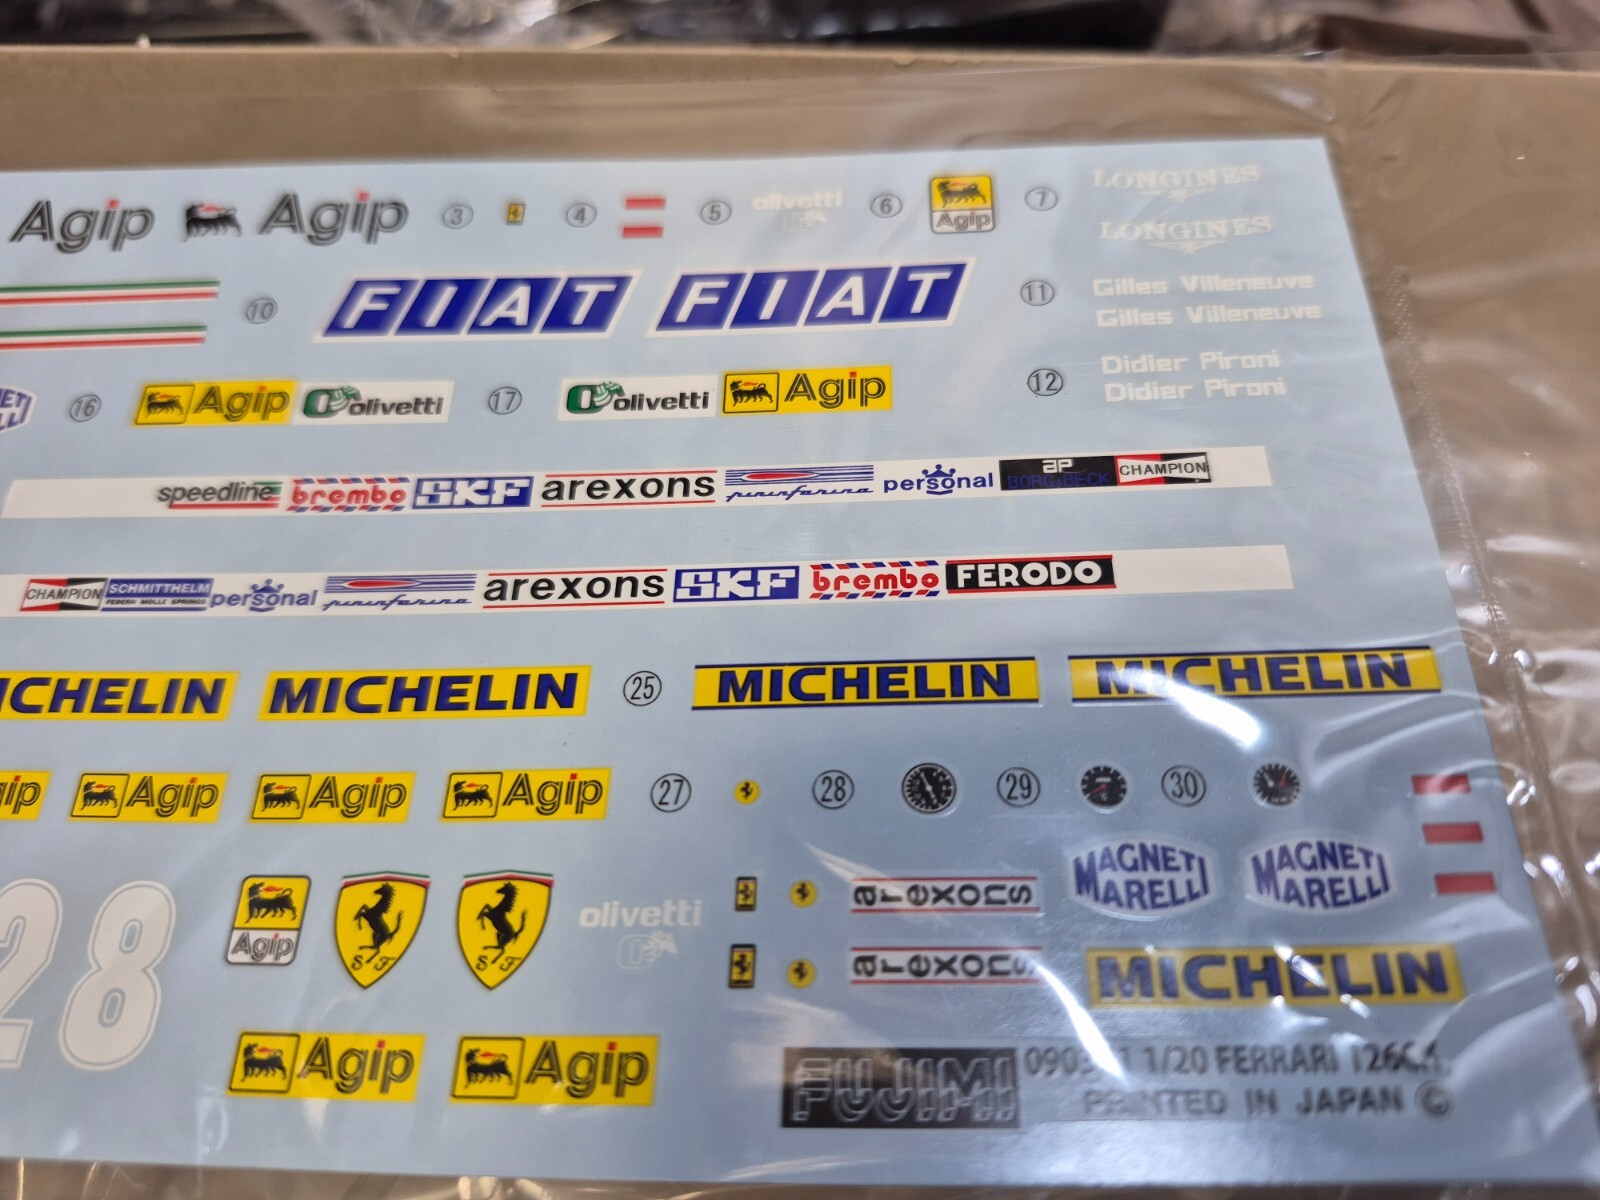 Agip Agip 3 4 5 olivetti 6 Agip 7 LONGINES
LONGINES
10 FIAT FIAT 11 Gilles Villeneuve
Gilles Villeneuve
16 Agip olivetti 17 olivetti Agip 12 Didier Pironi
Didier Pironi
speedline brembo SKF arexons pininfarina personal ap BORG&BECK CHAMPION
CHAMPION SCHMITTHELM personal pininfarina arexons SKF brembo FERODO
MICHELIN 25 MICHELIN MICHELIN
Agip Agip Agip 27 28 29 30
28 Agip S F S F olivetti arexons MAGNETI MARELLI MAGNETI MARELLI
arexons MICHELIN
Agip Agip FUJIMI 1/20 FERRARI
PRINTED IN JAPAN ©